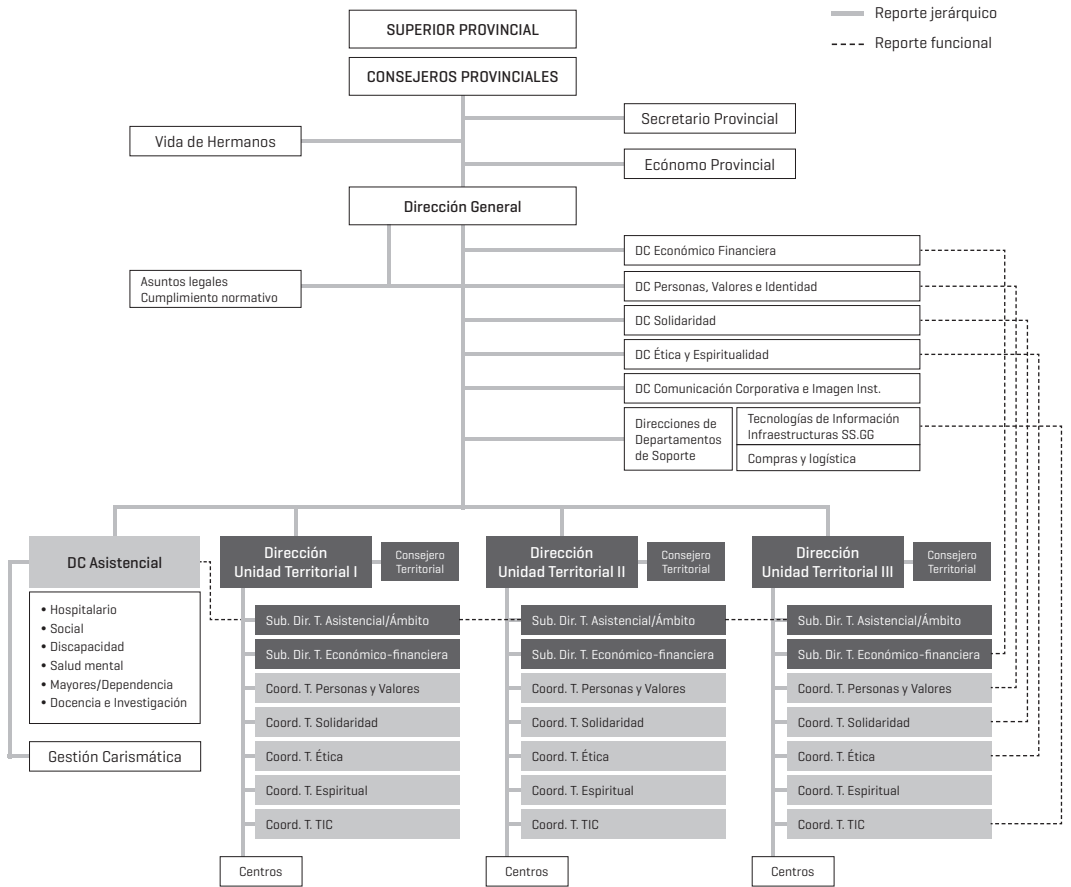 Reporte jerárquico
Reporte funcional
SUPERIOR PROVINCIAL
CONSEJEROS PROVINCIALES
Secretario Provincial
Vida de Hermanos
Ecónomo Provincial
Dirección General
DC Económico Financiera
Asuntos legales
Cumplimiento normativo
DC Personas, Valores e Identidad
DC Solidaridad
DC Ética y Espiritualidad
DC Comunicación Corporativa e Imagen Inst.
Direcciones de
Departamentos
de Soporte
Tecnologías de Información
Infraestructuras SS.GG
Compras y logística
DC Asistencial
• Hospitalario
• Social
• Discapacidad
• Salud mental
• Mayores/Dependencia
• Docencia e Investigación
Gestión Carismática
Dirección
Unidad Territorial I
Consejero
Territorial
Sub. Dir. T. Asistencial/Ámbito
Sub. Dir. T. Económico-financiera
Coord. T. Personas y Valores
Coord. T. Solidaridad
Coord. T. Ética
Coord. T. Espiritual
Coord. T. TIC
Centros
Dirección
Unidad Territorial II
Consejero
Territorial
Sub. Dir. T. Asistencial/Ámbito
Sub. Dir. T. Económico-financiera
Coord. T. Personas y Valores
Coord. T. Solidaridad
Coord. T. Ética
Coord. T. Espiritual
Coord. T. TIC
Centros
Dirección
Unidad Territorial III
Consejero
Territorial
Sub. Dir. T. Asistencial/Ámbito
Sub. Dir. T. Económico-financiera
Coord. T. Personas y Valores
Coord. T. Solidaridad
Coord. T. Ética
Coord. T. Espiritual
Coord. T. TIC
Centros